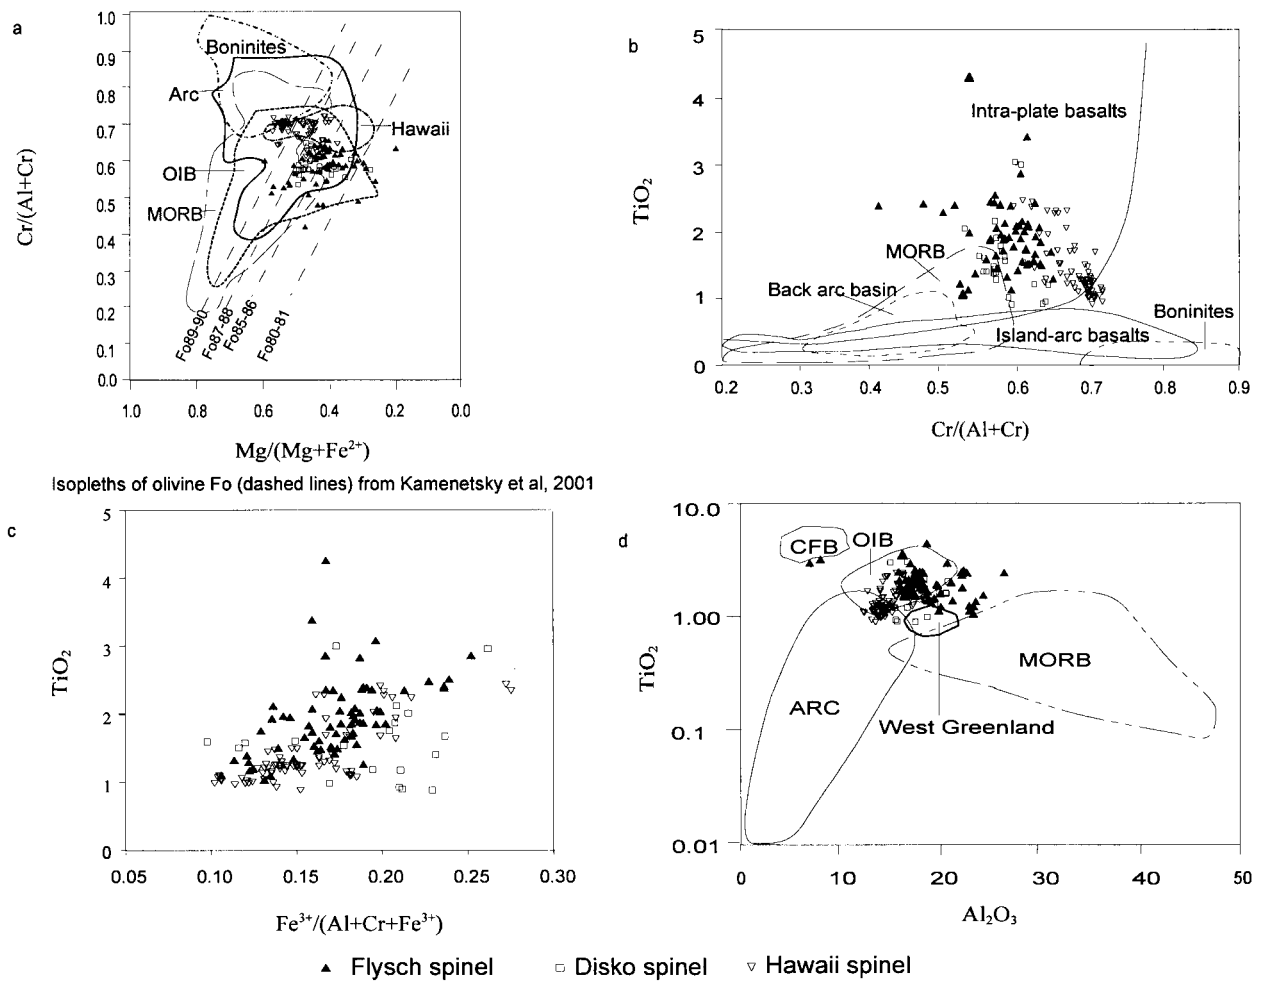 a
1.0
0.9
0.8
0.7
0.6
0.5
0.4
0.3
0.2
0.1
0.0
Cr/(Al+Cr)
Boninites
Arc
Hawaii
OIB
MORB
Fo89-90
Fo87-88
Fo85-86
Fo80-81
1.0 0.8 0.6 0.4 0.2 0.0
Mg/(Mg+Fe²⁺)
Isopleths of olivine Fo (dashed lines) from Kamenetsky et al, 2001
b
5
4
3
2
1
0
TiO₂
Intra-plate basalts
MORB
Back arc basin
Boninites
Island-arc basalts
0.2 0.3 0.4 0.5 0.6 0.7 0.8 0.9
Cr/(Al+Cr)
c
5
4
3
2
1
0
TiO₂
0.05 0.10 0.15 0.20 0.25 0.30
Fe³⁺/(Al+Cr+Fe³⁺)
d
10.0
1.00
0.1
0.01
TiO₂
CFB
OIB
MORB
ARC
West Greenland
0 10 20 30 40 50
Al₂O₃
Flysch spinel
Disko spinel
Hawaii spinel